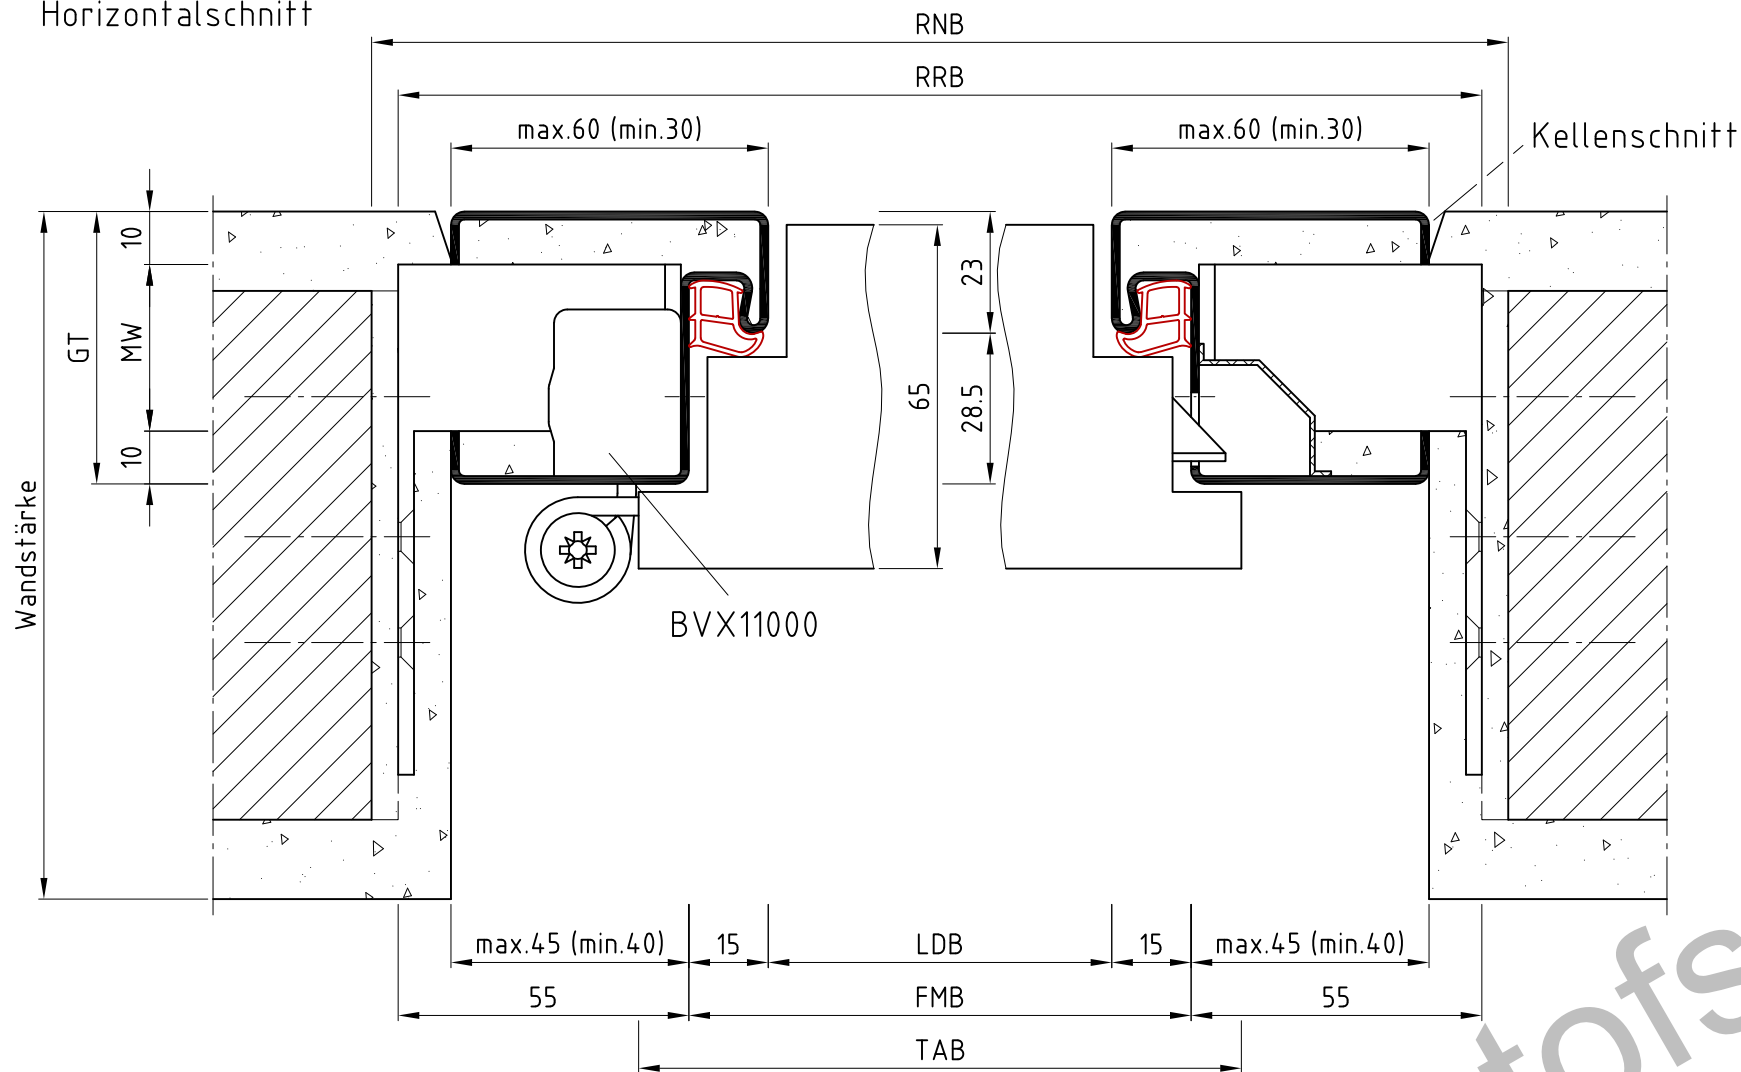 Horizontalschnitt
RNB
RRB
max.60 (min.30)
max.60 (min.30)
Kellenschnitt
10
MW
10
GT
Wandstärke
23
28.5
65
BVX11000
max.45 (min.40)
15
LDB
15
max.45 (min.40)
55
FMB
55
TAB
tofs